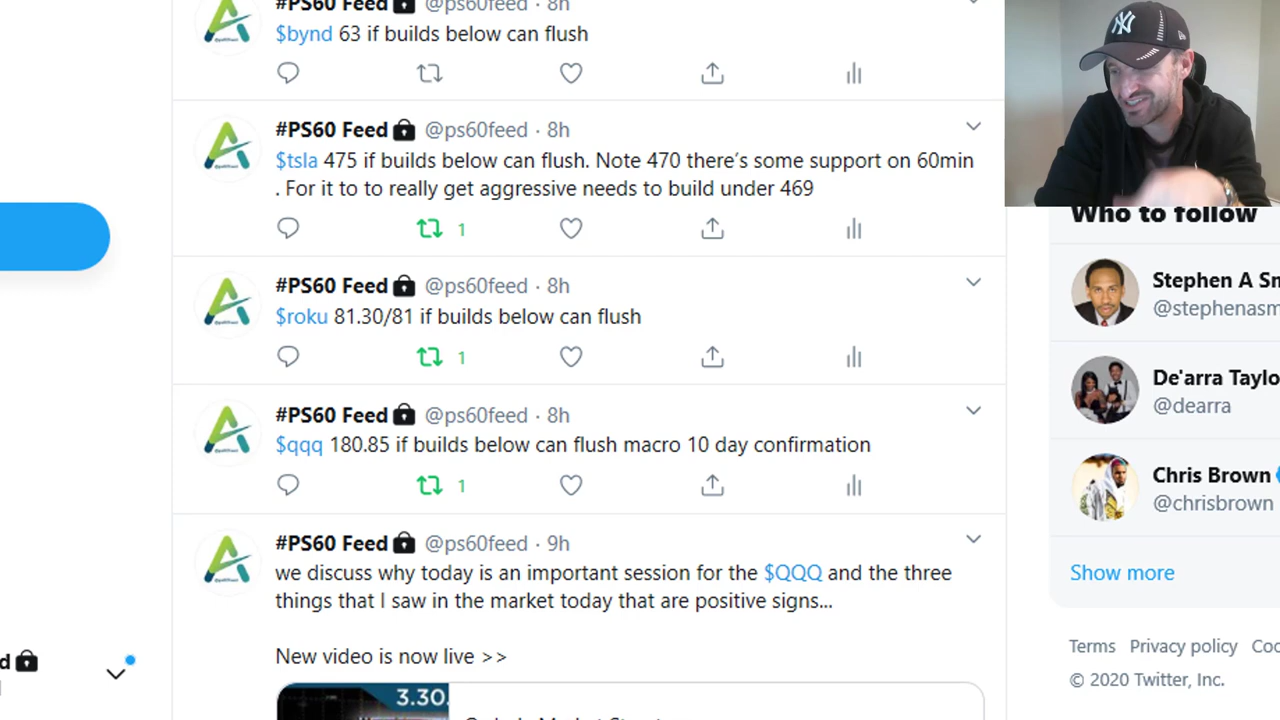 #PS60 Feed @ps60feed · 8h
$bynd 63 if builds below can flush
#PS60 Feed @ps60feed · 8h
$tsla 475 if builds below can flush. Note 470 there's some support on 60min
. For it to to really get aggressive needs to build under 469
1
#PS60 Feed @ps60feed · 8h
$roku 81.30/81 if builds below can flush
1
#PS60 Feed @ps60feed · 8h
$qqq 180.85 if builds below can flush macro 10 day confirmation
1
#PS60 Feed @ps60feed · 9h
we discuss why today is an important session for the $QQQ and the three
things that I saw in the market today that are positive signs...
New video is now live >>
3.30.
Who to follow
Stephen A Sm
@stephenasm
De'arra Taylo
@dearra
Chris Brown
@chrisbrown
Show more
Terms Privacy policy Coo
© 2020 Twitter, Inc.